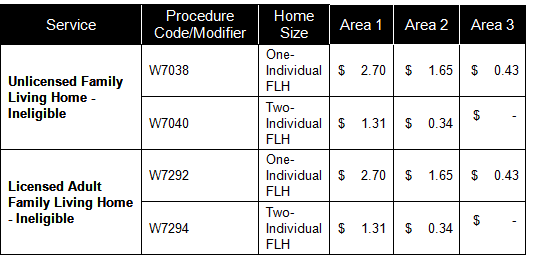 Service Procedure Code/Modifier Home Size Area 1 Area 2 Area 3
Unlicensed Family Living Home - Ineligible
W7038 One-Individual FLH $ 2.70 $ 1.65 $ 0.43
W7040 Two-Individual FLH $ 1.31 $ 0.34 $ -
Licensed Adult Family Living Home - Ineligible
W7292 One-Individual FLH $ 2.70 $ 1.65 $ 0.43
W7294 Two-Individual FLH $ 1.31 $ 0.34 $ -